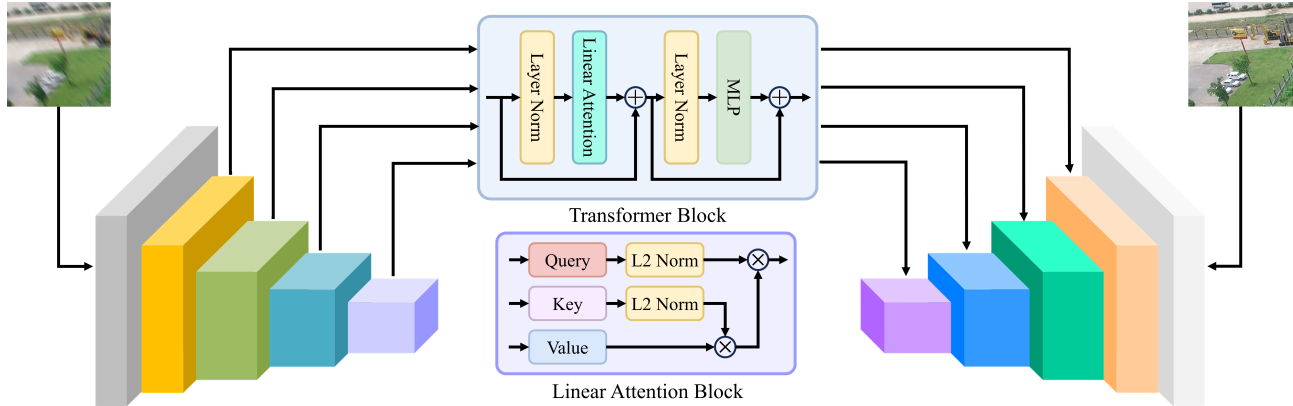 Layer Norm
Linear Attention
Layer Norm
MLP
Transformer Block
Query
L2 Norm
Key
L2 Norm
Value
Linear Attention Block